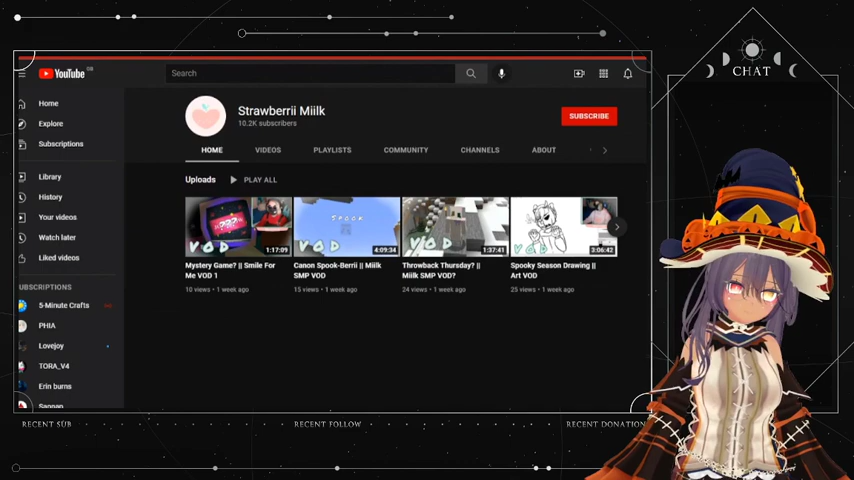 YouTube GB
Search
CHAT
Home
Explore
Subscriptions
Library
History
Your videos
Watch later
Liked videos
UBSCRIPTIONS
5-Minute Crafts
PHIA
Lovejoy
TORA_V4
Erin burns
Strawberrii Miilk
10.2K subscribers
SUBSCRIBE
HOME VIDEOS PLAYLISTS COMMUNITY CHANNELS ABOUT
Uploads PLAY ALL
VOD 1:17:09
SPOOK VOD 4:09:34
VOD 1:37:41
VOD 3:06:42
Mystery Game? || Smile For
Me VOD 1
10 views • 1 week ago
Canon Spook-Berrii || Miilk
SMP VOD
15 views • 1 week ago
Throwback Thursday? ||
Miilk SMP VOD?
24 views • 1 week ago
Spooky Season Drawing ||
Art VOD
25 views • 1 week ago
RECENT SUB RECENT FOLLOW RECENT DONATION